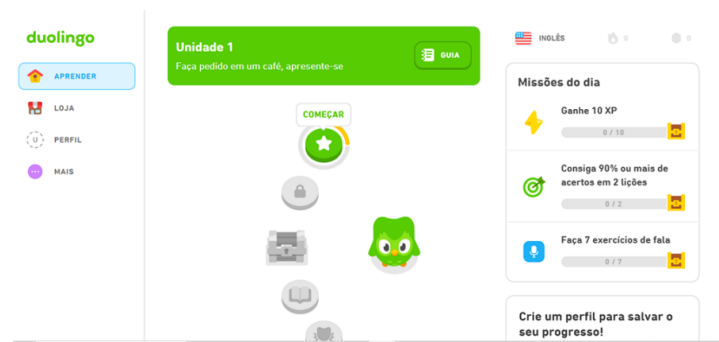 duolingo
APRENDER
LOJA
PERFIL
MAIS
Unidade 1
Faça pedido em um café, apresente-se
GUIA
COMEÇAR
INGLÊS
0
0
Missões do dia
Ganhe 10 XP
0 / 10
Consiga 90% ou mais de
acertos em 2 lições
0 / 2
Faça 7 exercícios de fala
0 / 7
Crie um perfil para salvar o
seu progresso!
U